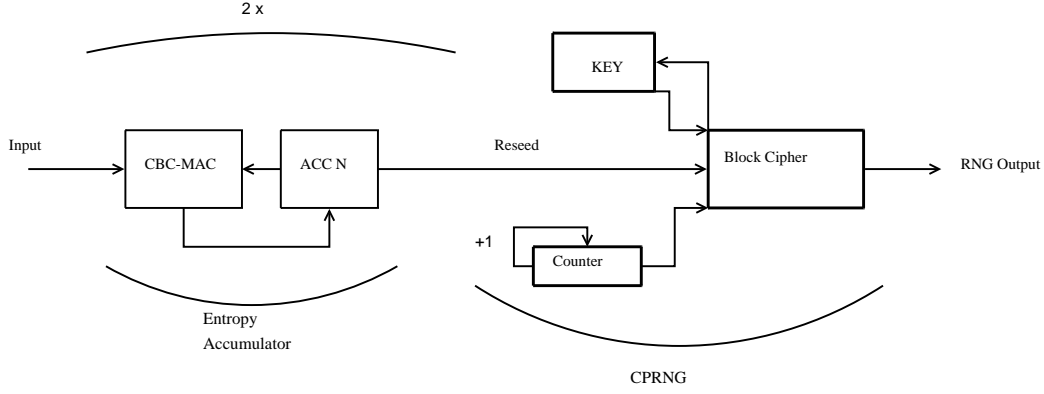 2 x
KEY
Input
CBC-MAC
ACC N
Reseed
Block Cipher
RNG Output
+1
Counter
Entropy
Accumulator
CPRNG